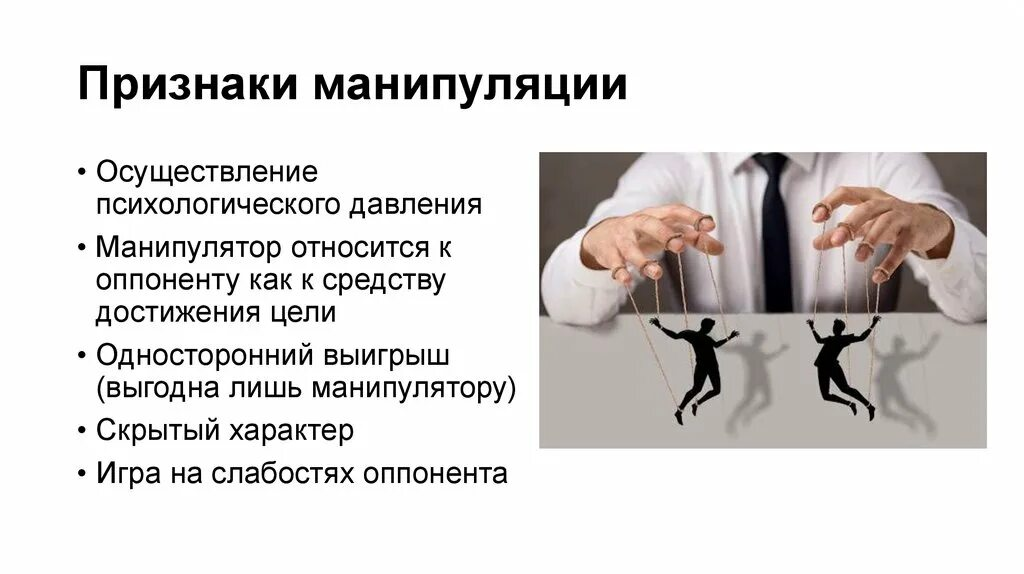 Признаки манипуляции
• Осуществление
психологического давления
• Манипулятор относится к
оппоненту как к средству
достижения цели
• Односторонний выигрыш
(выгодна лишь манипулятору)
• Скрытый характер
• Игра на слабостях оппонента